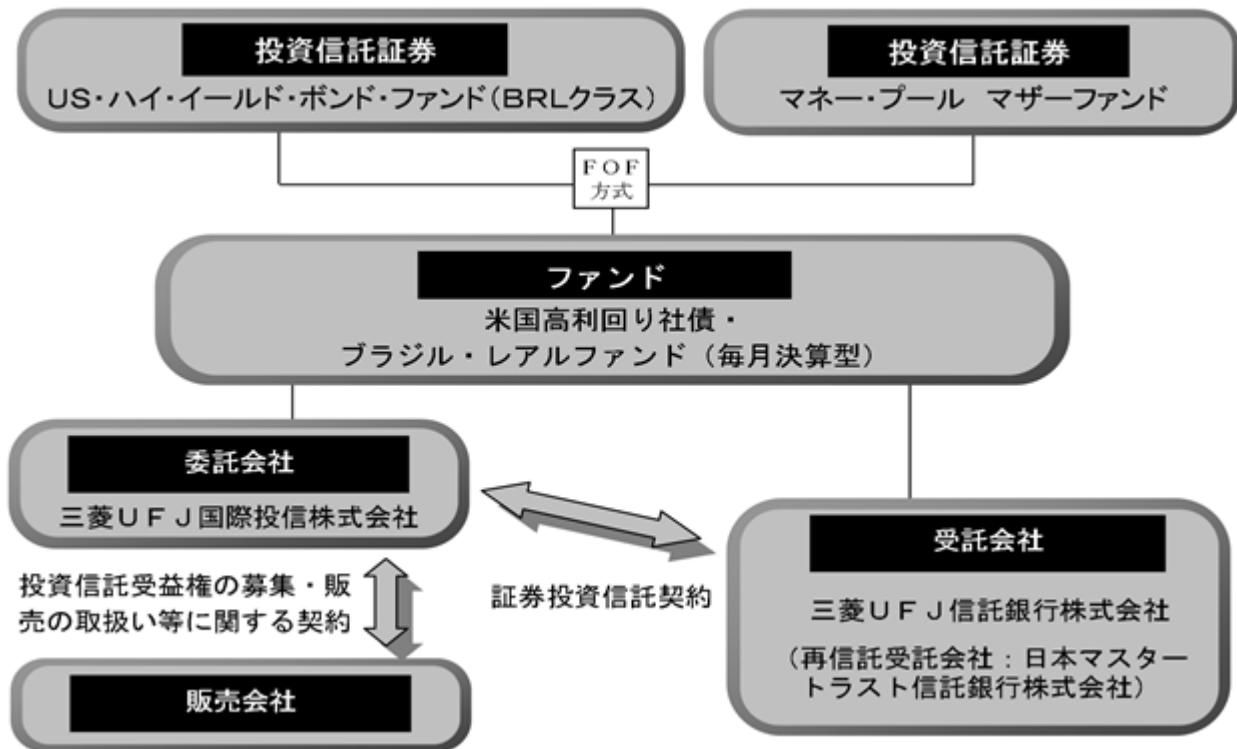 投資信託証券
US・ハイ・イールド・ボンド・ファンド(BRLクラス)
投資信託証券
マネー・プール マザーファンド
FOF
方式
ファンド
米国高利回り社債・
ブラジル・レアルファンド（毎月決算型）
委託会社
三菱ＵＦＪ国際投信株式会社
投資信託受益権の募集・販
売の取扱い等に関する契約
販売会社
証券投資信託契約
受託会社
三菱ＵＦＪ信託銀行株式会社
（再信託受託会社：日本マスター
トラスト信託銀行株式会社）